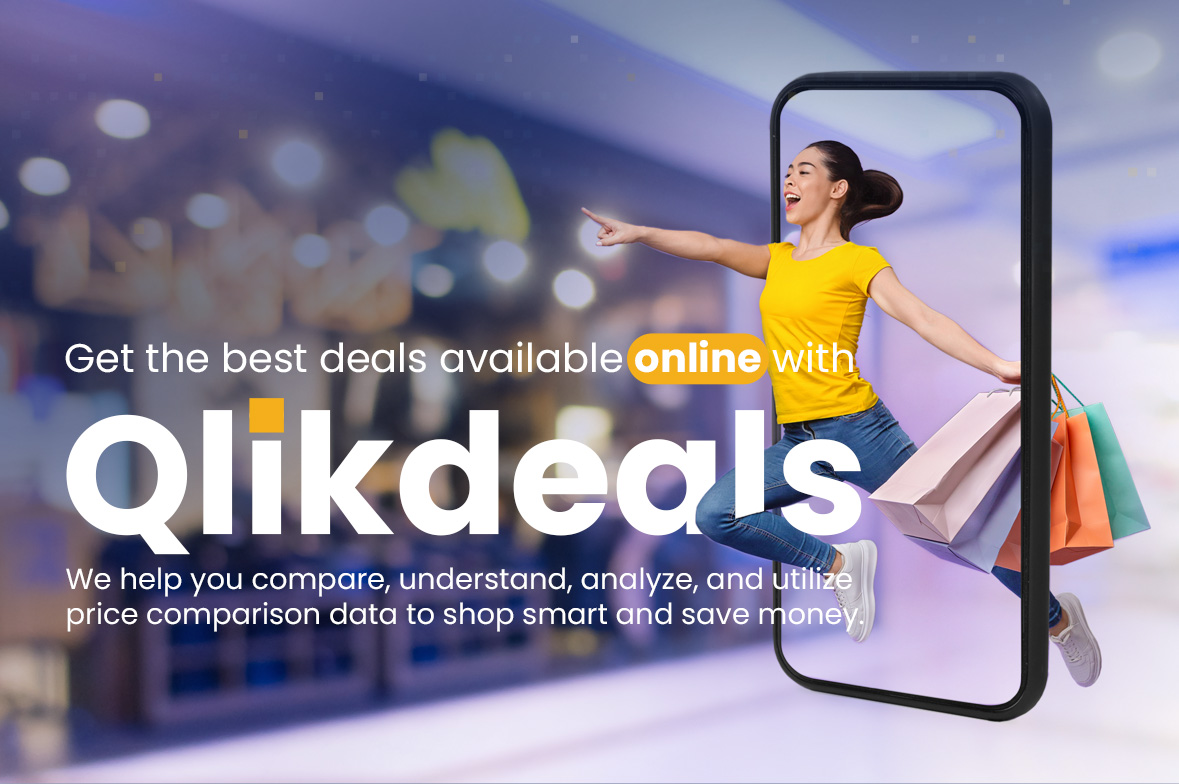 Get the best deals available online with
Qlikdeals
We help you compare, understand, analyze, and utilize
price comparison data to shop smart and save money.